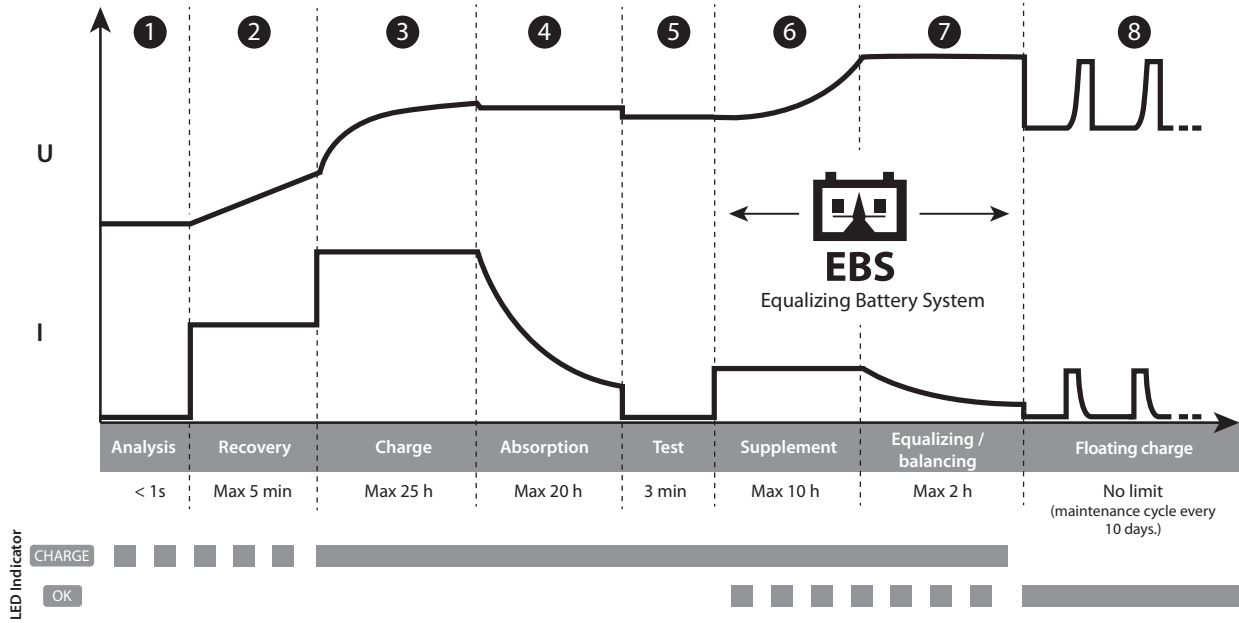 1 2 3 4 5 6 7 8
U
EBS
Equalizing Battery System
I
Analysis Recovery Charge Absorption Test Supplement Equalizing / balancing Floating charge
< 1s Max 5 min Max 25 h Max 20 h 3 min Max 10 h Max 2 h No limit
(maintenance cycle every
10 days.)
LED Indicator
CHARGE
OK